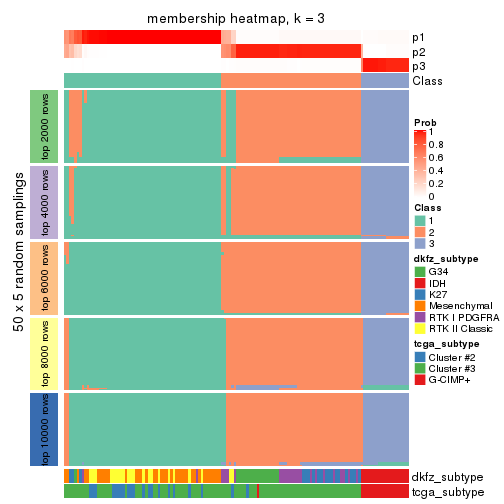 membership heatmap, k = 3
p1
p2
p3
Class
50 x 5 random samplings
top 2000 rows
top 4000 rows
top 6000 rows
top 8000 rows
top 10000 rows
dkfz_subtype
tcga_subtype
Prob
1
0.8
0.6
0.4
0.2
0
Class
1
2
3
dkfz_subtype
G34
IDH
K27
Mesenchymal
RTK I PDGFRA
RTK II Classic
tcga_subtype
Cluster #2
Cluster #3
G-CIMP+